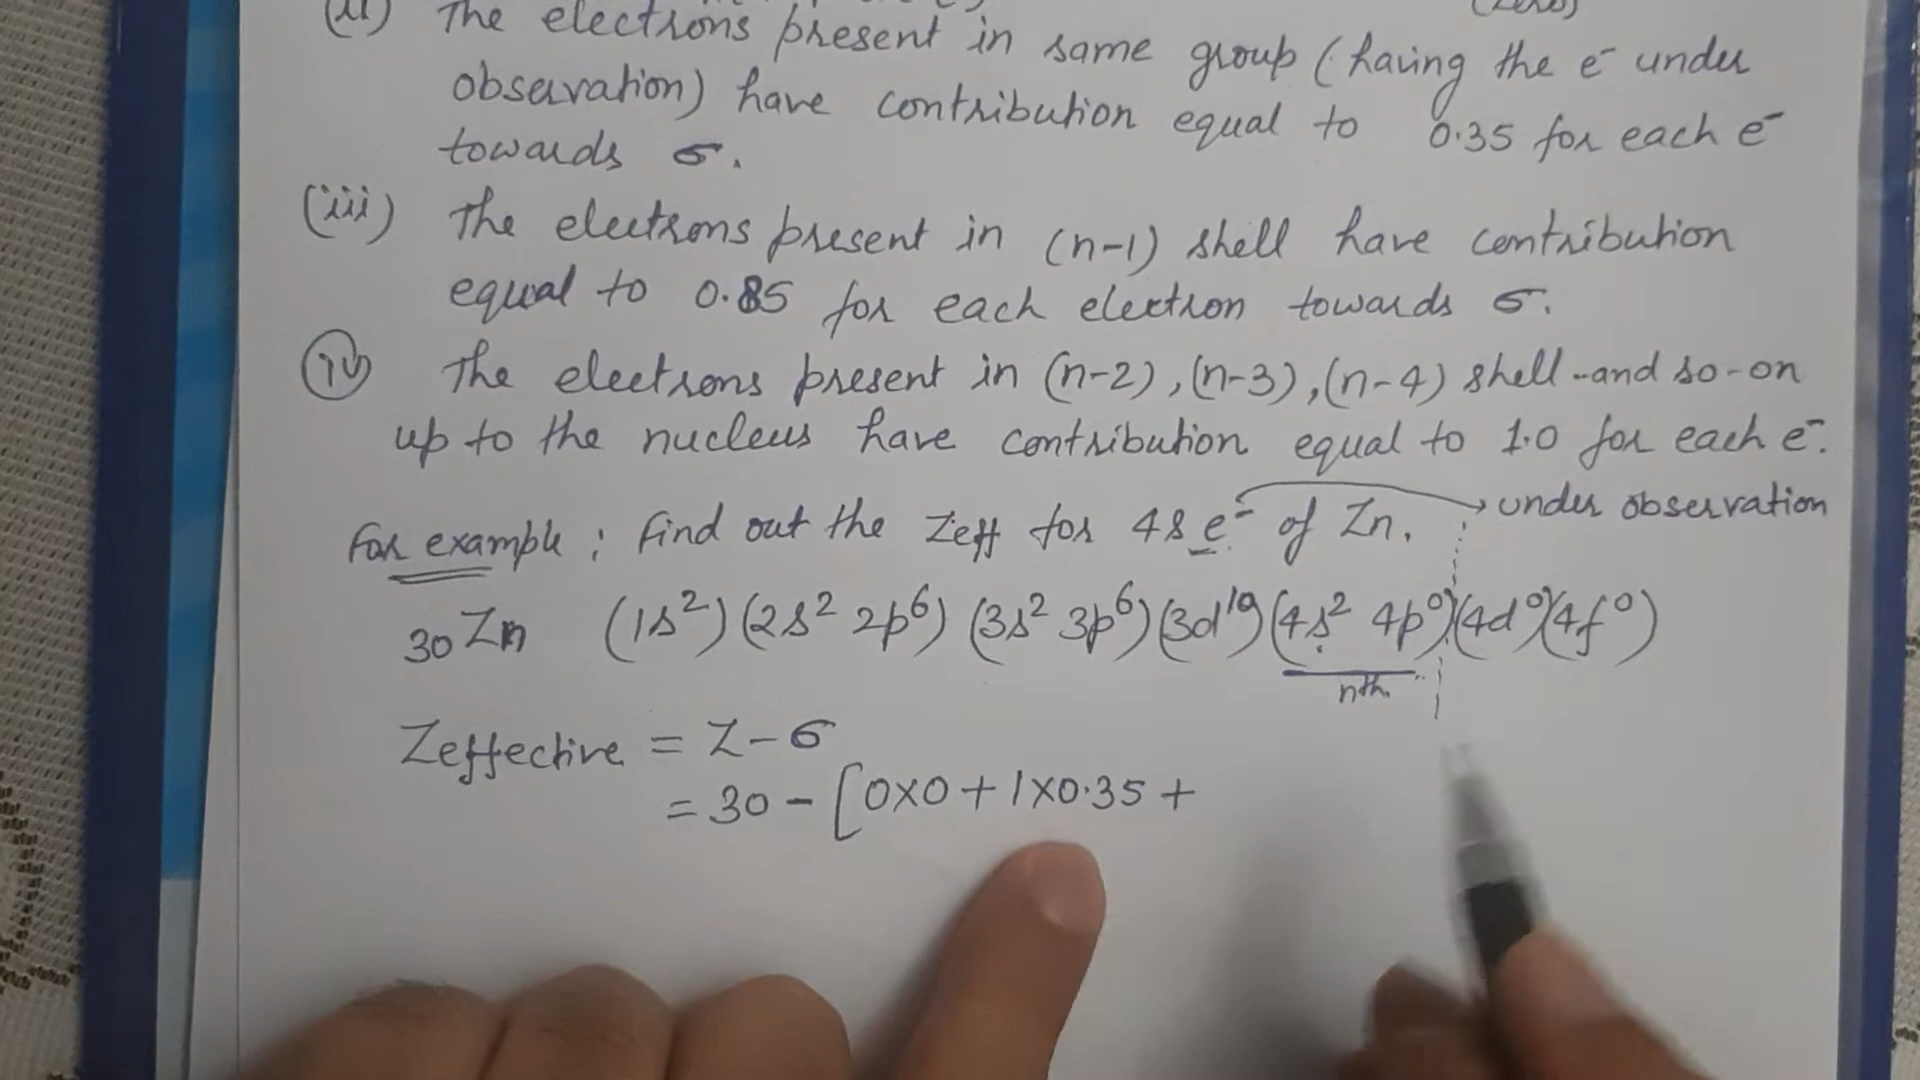 (ii) The electrons present in same group (having the e⁻ under
observation) have contribution equal to 0.35 for each e⁻
towards σ.
(iii) The electrons present in (n-1) shell have contribution
equal to 0.85 for each electron towards σ.
(iv) The electrons present in (n-2), (n-3), (n-4) shell -and so-on
up to the nucleus have contribution equal to 1.0 for each e⁻.
For example : Find out the Zeff for 4s e⁻ of Zn. → under observation
₃₀Zn (1s²) (2s² 2p⁶) (3s² 3p⁶) (3d¹⁰) (4s² 4p⁰) (4d⁰) (4f⁰)
nth.
Zeffective = Z-σ
= 30 - [0×0 + 1×0.35 +